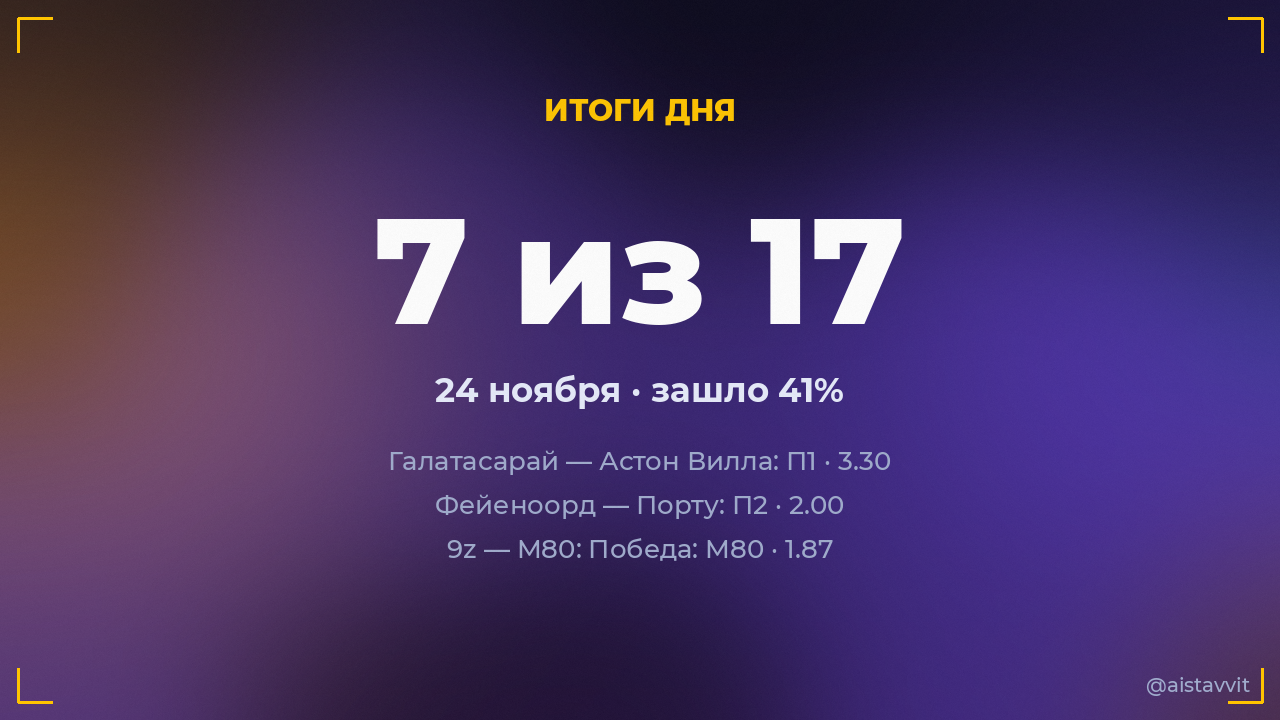 ИТОГИ ДНЯ
7 из 17
24 ноября · зашло 41%
Галатасарай — Астон Вилла: П1 · 3.30
Фейеноорд — Порту: П2 · 2.00
9z — M80: Победа: M80 · 1.87
@aistavvit